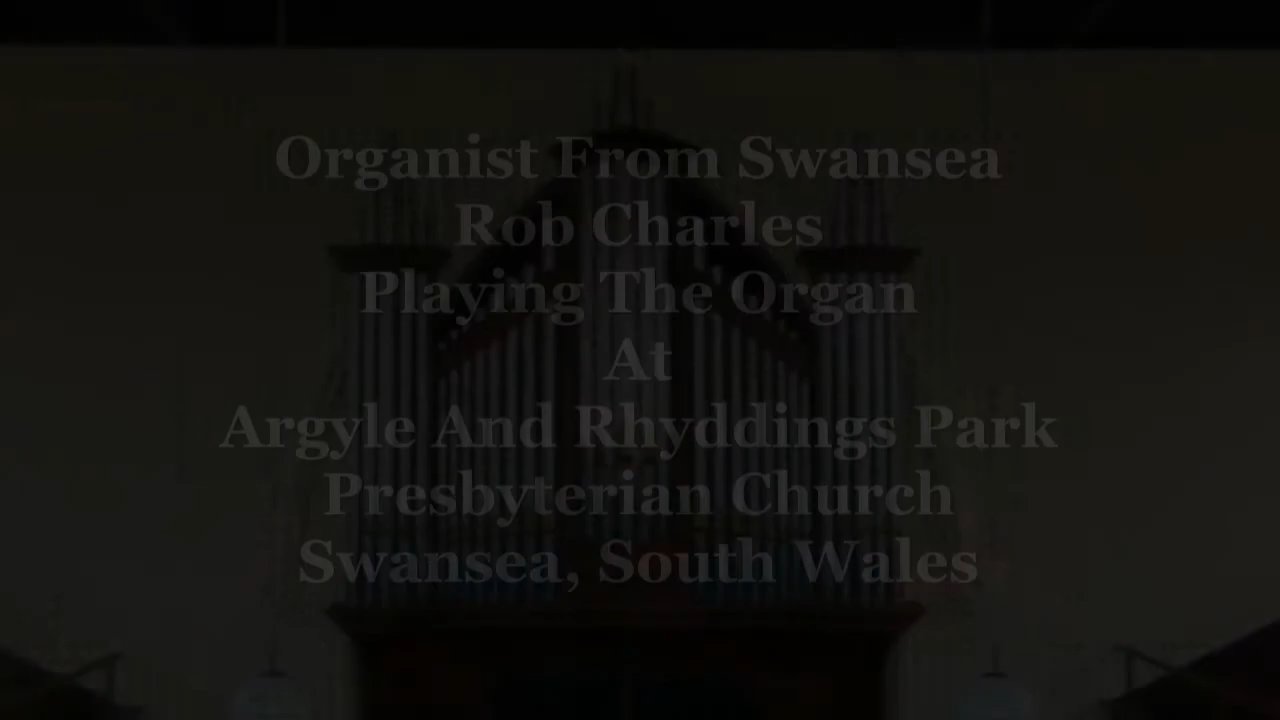 Organist From Swansea
Rob Charles
Playing The Organ
At
Argyle And Rhyddings Park
Presbyterian Church
Swansea, South Wales